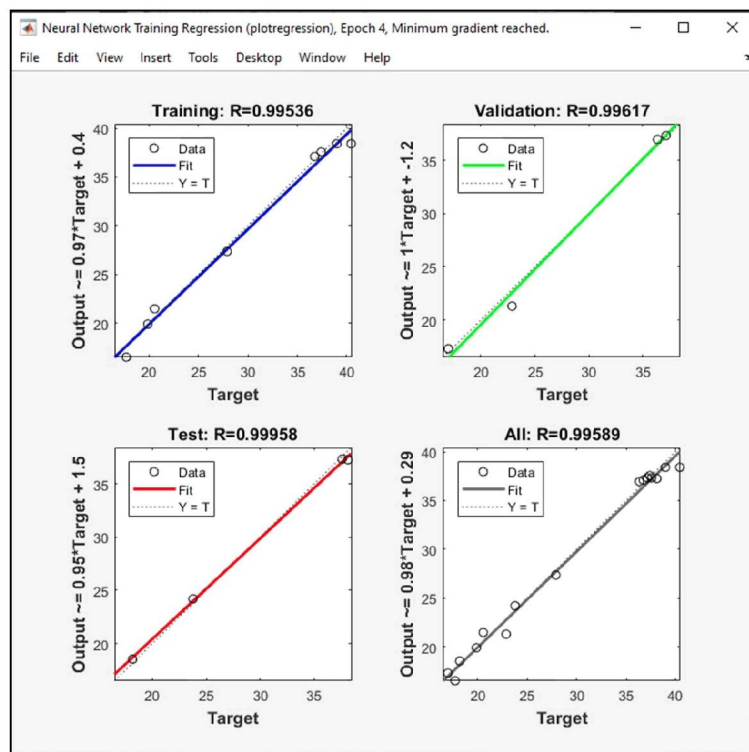 Neural Network Training Regression (plotregression), Epoch 4, Minimum gradient reached.
File Edit View Insert Tools Desktop Window Help
Training: R=0.99536
Output ~= 0.97*Target + 0.4
Data
Fit
Y = T
40
35
30
25
20
20 25 30 35 40
Target
Validation: R=0.99617
Output ~= 1*Target + -1.2
Data
Fit
Y = T
35
30
25
20
20 25 30 35
Target
Test: R=0.99958
Output ~= 0.95*Target + 1.5
Data
Fit
Y = T
35
30
25
20
20 25 30 35
Target
All: R=0.99589
Output ~= 0.98*Target + 0.29
Data
Fit
Y = T
40
35
30
25
20
20 25 30 35 40
Target